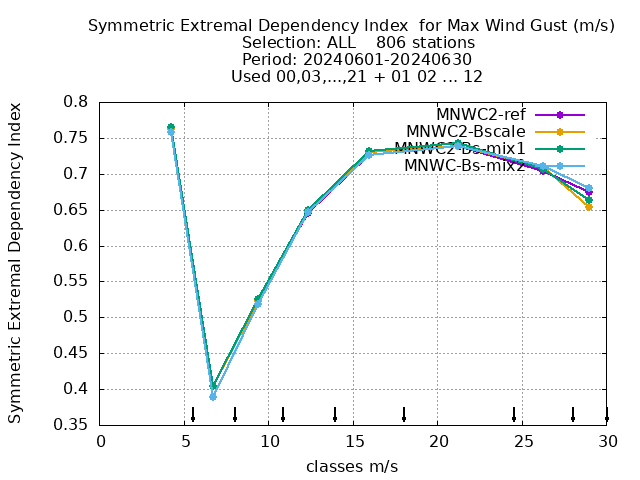 Symmetric Extremal Dependency Index  for Max Wind Gust (m/s)
Selection: ALL    806 stations
Period: 20240601-20240630
Used 00,03,...,21 + 01 02 ... 12
Symmetric Extremal Dependency Index
0.8
0.75
0.7
0.65
0.6
0.55
0.5
0.45
0.4
0.35
MNWC2-ref
MNWC2-Bscale
MNWC2-Bs-mix1
MNWC-Bs-mix2
0 5 10 15 20 25 30
classes m/s